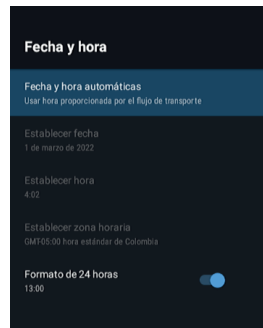 Fecha y hora
Fecha y hora automáticas
Usar hora proporcionada por el flujo de transporte
Establecer fecha
1 de marzo de 2022
Establecer hora
4:02
Establecer zona horaria
GMT-05:00 hora estándar de Colombia
Formato de 24 horas
13:00